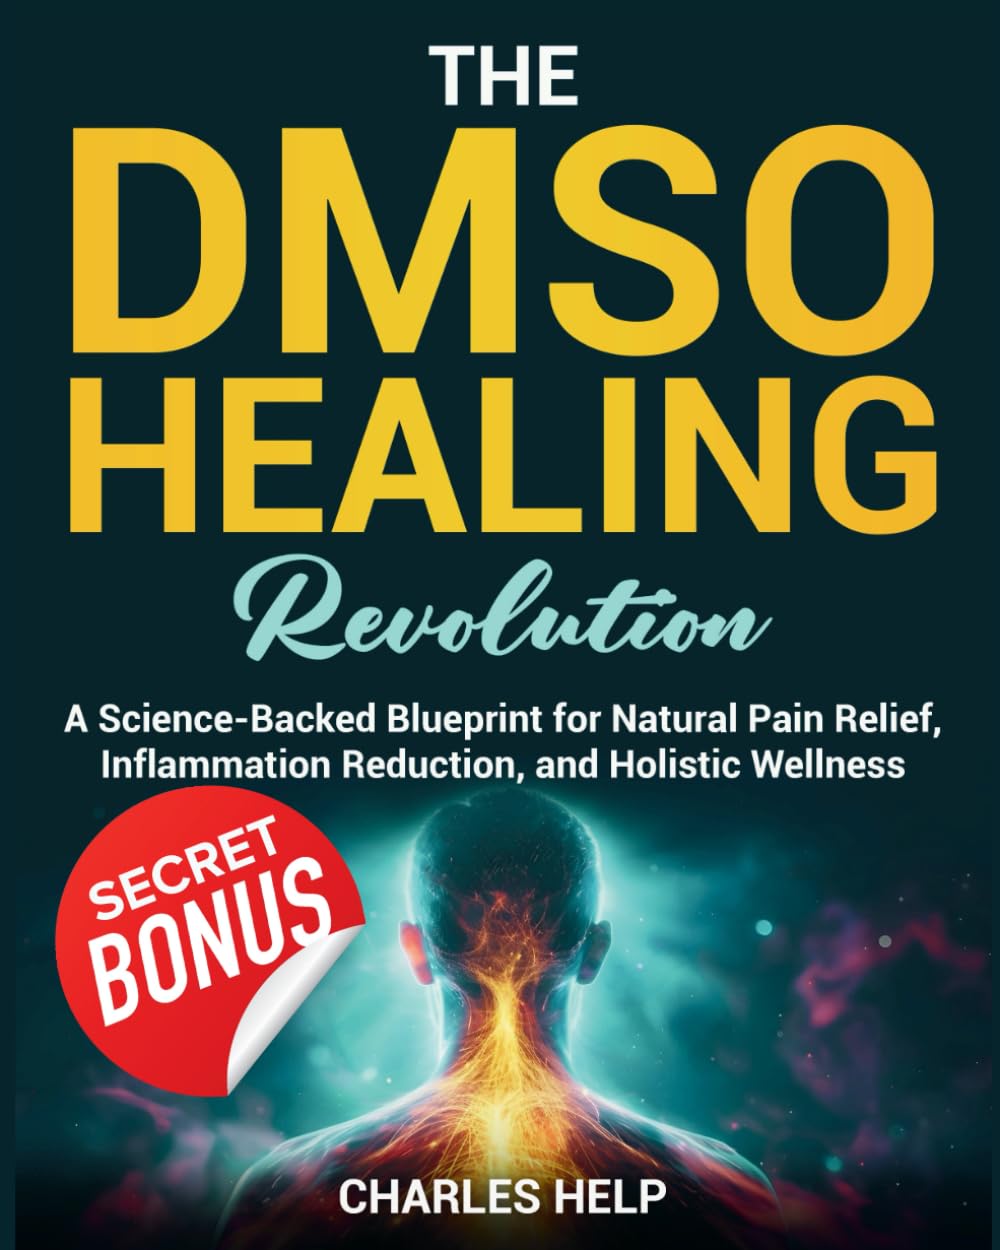 THE
DMSO
HEALING
Revolution
A Science-Backed Blueprint for Natural Pain Relief,
Inflammation Reduction, and Holistic Wellness
SECRET
BONUS
CHARLES HELP